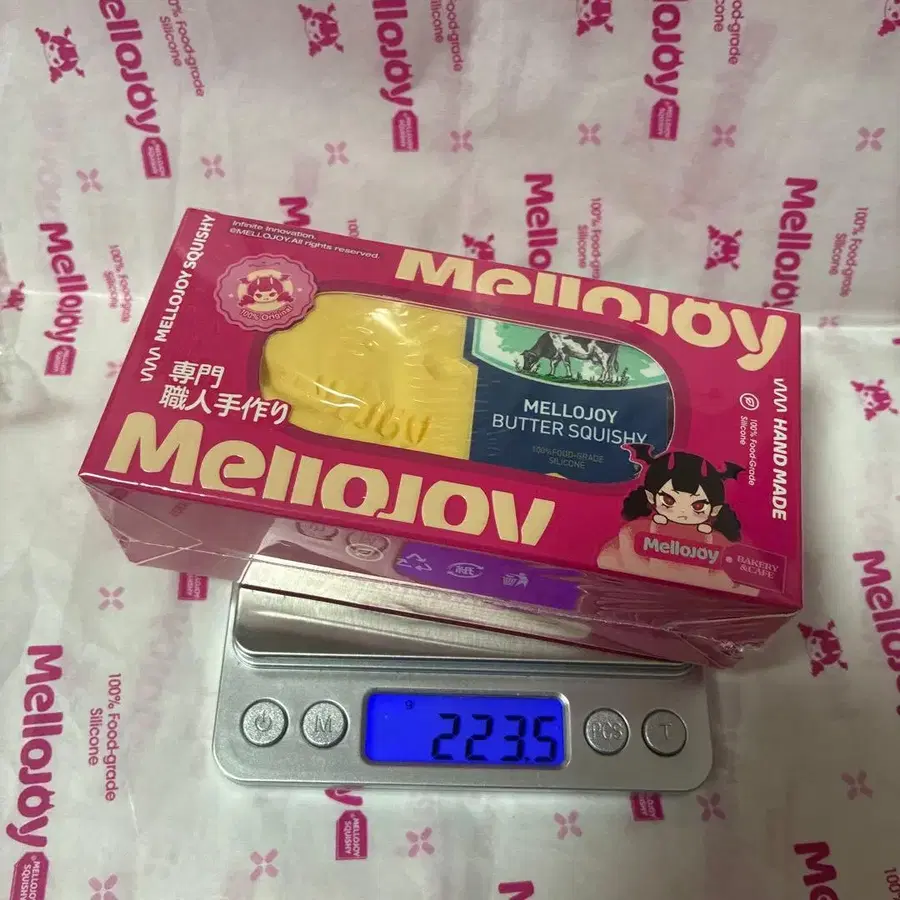 Infinite Innovation.
©MELLOJOY.All rights reserved.
MELLOJOY SQUISHY
100% Original
Mellojoy
専門
職人手作り
MELLOJOY
BUTTER SQUISHY
100% FOOD-GRADE
SILICONE
HAND MADE
100% Food-Grade
Silicone
Mellojoy
Mellojoy
BAKERY
&CAFE
g
223.5
M
PCS
T
Mellojoy
100% Food-grade
Silicone
MELLOJOY
SQUISHY